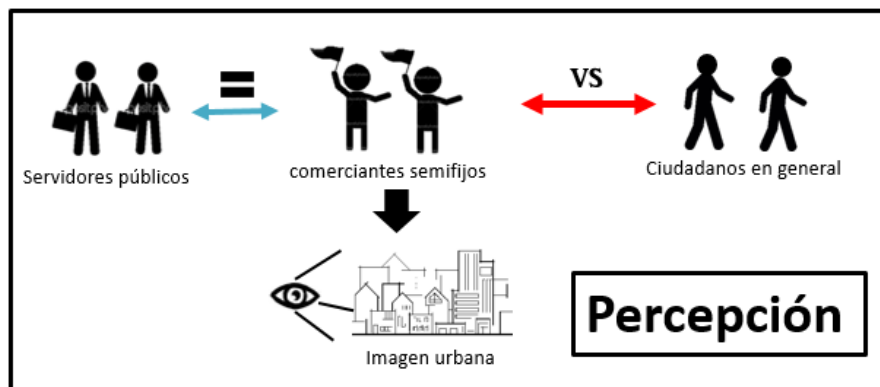 =
VS
Servidores públicos
comerciantes semifijos
Ciudadanos en general
Imagen urbana
Percepción